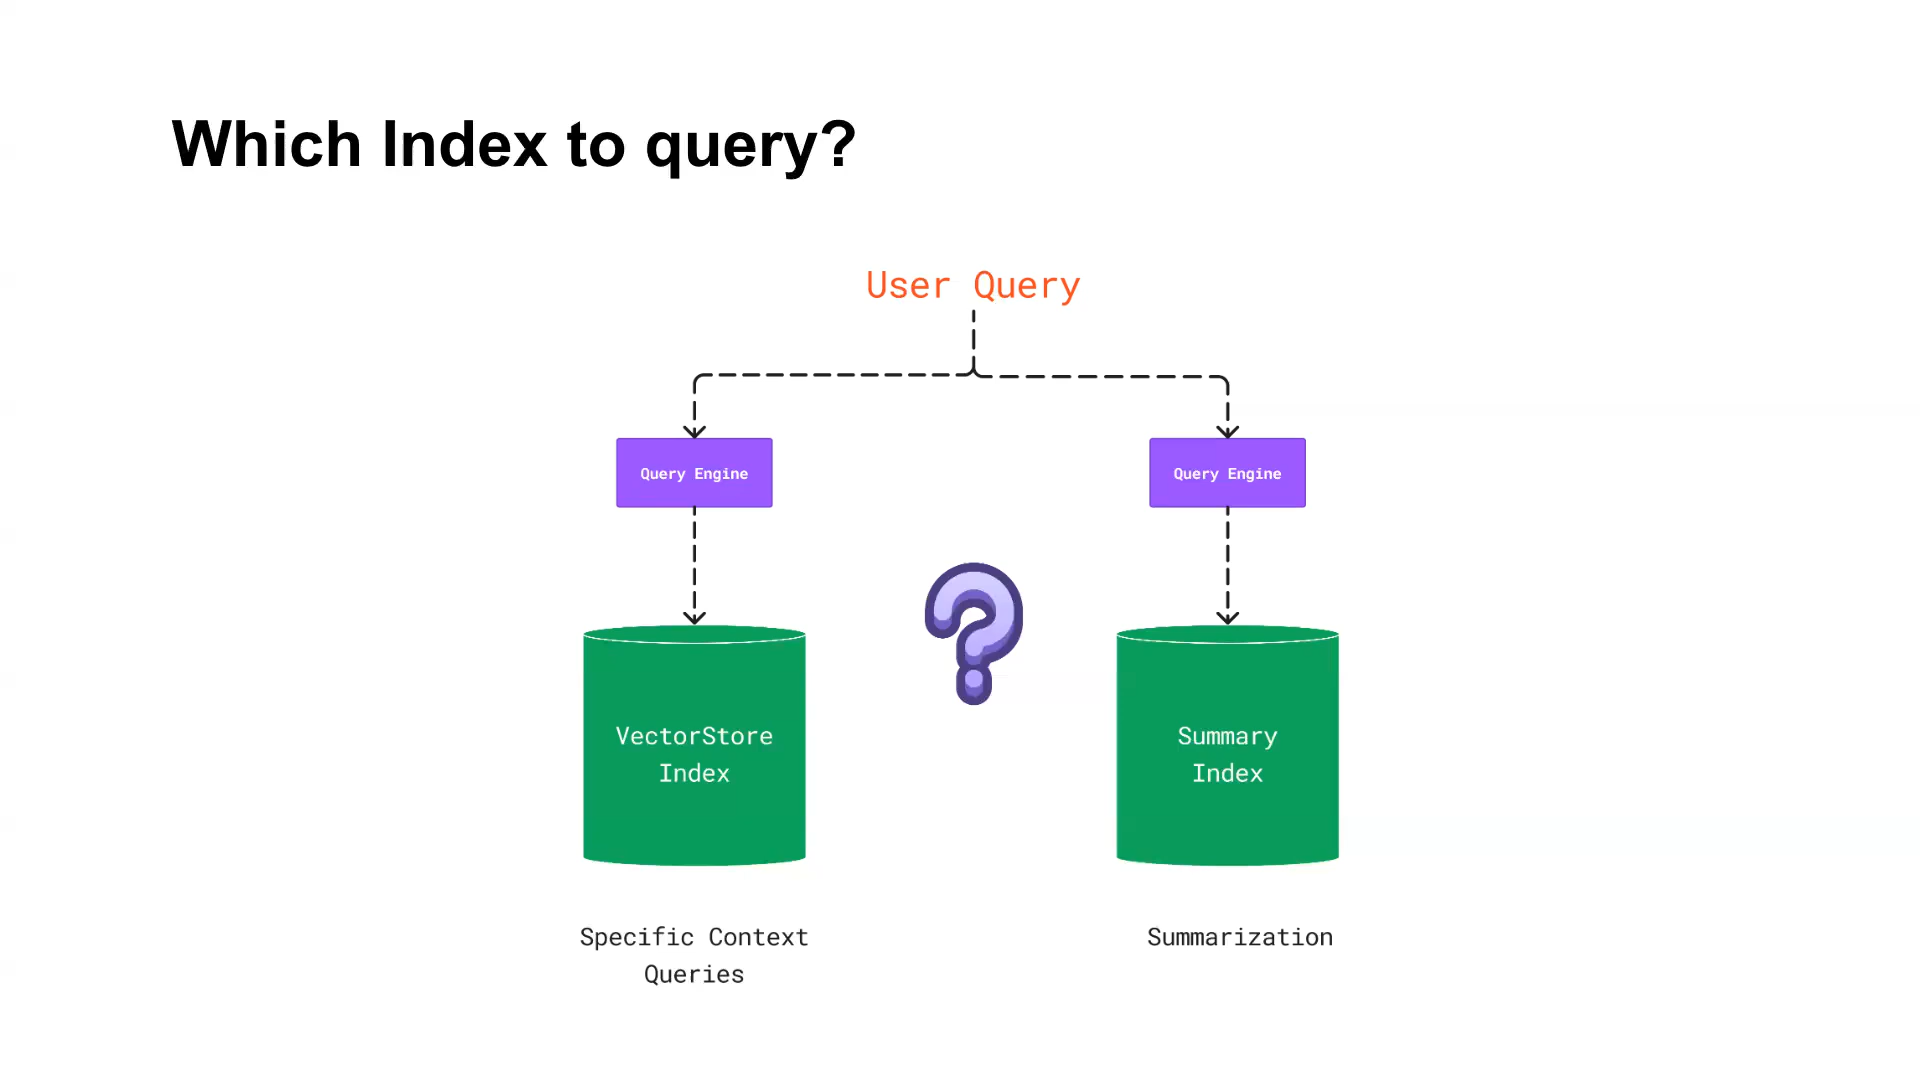 Which Index to query?
User Query
Query Engine
Query Engine
VectorStore
Index
Summary
Index
Specific Context
Queries
Summarization